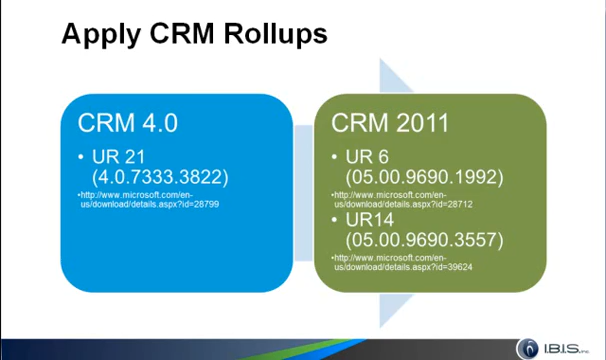 Apply CRM Rollups
CRM 4.0
• UR 21
(4.0.7333.3822)
•http://www.microsoft.com/en-
us/download/details.aspx?id=28799
CRM 2011
• UR 6
(05.00.9690.1992)
•http://www.microsoft.com/en-
us/download/details.aspx?id=28712
• UR14
(05.00.9690.3557)
•http://www.microsoft.com/en-
us/download/details.aspx?id=39624
I.B.I.S.